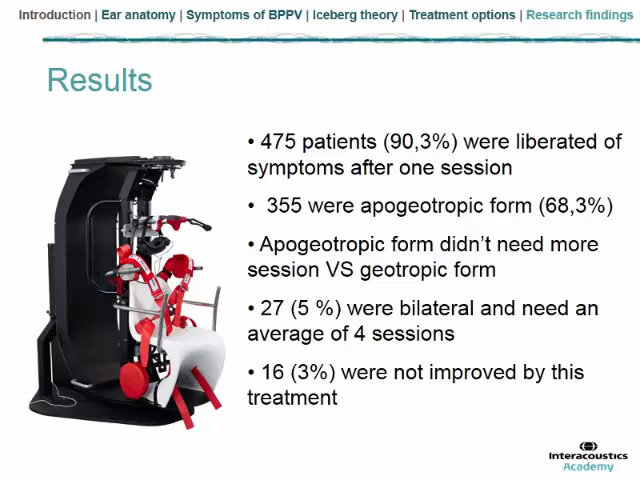 Introduction | Ear anatomy | Symptoms of BPPV | Iceberg theory | Treatment options | Research findings
Results
• 475 patients (90,3%) were liberated of
symptoms after one session
• 355 were apogeotropic form (68,3%)
• Apogeotropic form didn't need more
session VS geotropic form
• 27 (5 %) were bilateral and need an
average of 4 sessions
• 16 (3%) were not improved by this
treatment
Interacoustics
Academy